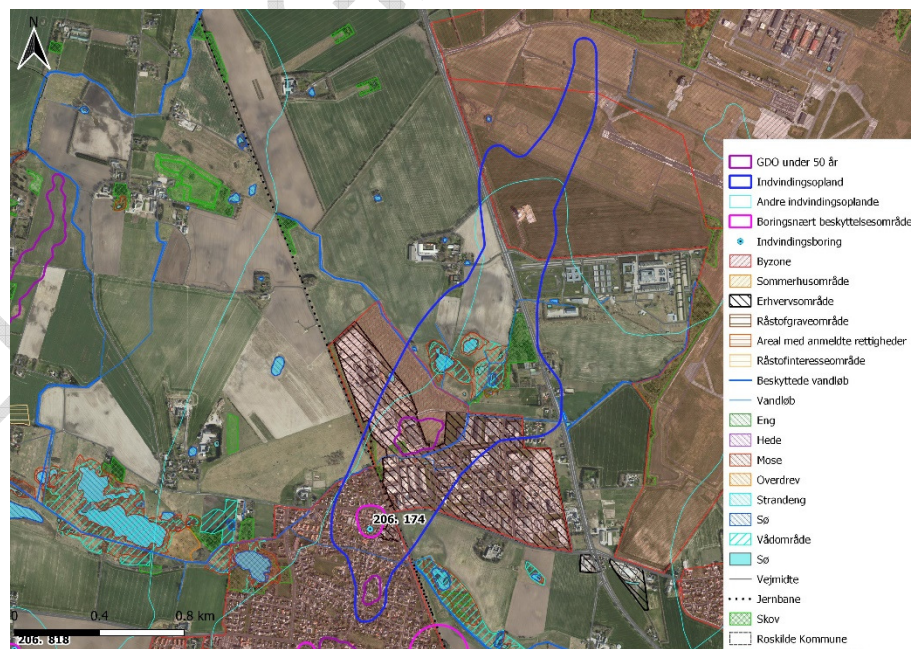 N
GDO under 50 år
Indvindingsopland
Andre indvindingsoplande
Boringsnært beskyttelsesområde
Indvindingsboring
Byzone
Sommerhusområde
Erhvervsområde
Råstofgraveområde
Areal med anmeldte rettigheder
Råstofinteresseområde
Beskyttede vandløb
Vandløb
Eng
Hede
Mose
Overdrev
Strandeng
Sø
Vådområde
Sø
Vejmidte
Jernbane
Skov
Roskilde Kommune
206. 174
0 0.4 0.8 km
206. 818